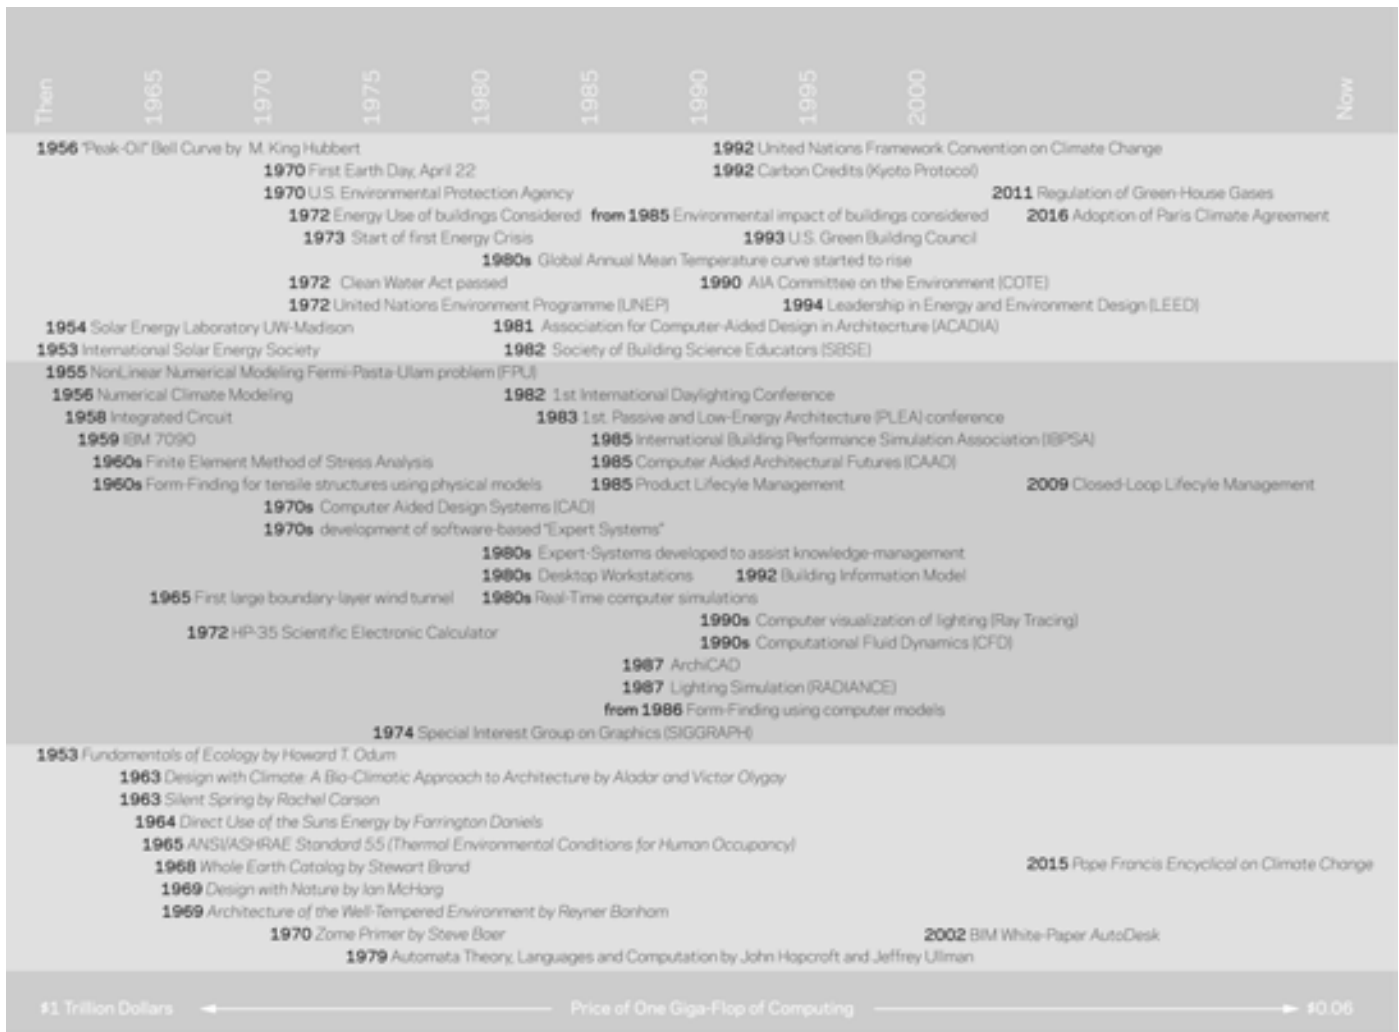 Then 1965 1970 1975 1980 1985 1990 1995 2000 Now
1956 "Peak-Oil" Bell Curve by M. King Hubbert 1992 United Nations Framework Convention on Climate Change
1970 First Earth Day, April 22 1992 Carbon Credits (Kyoto Protocol)
1970 U.S. Environmental Protection Agency 2011 Regulation of Green-House Gases
1972 Energy Use of buildings Considered from 1985 Environmental impact of buildings considered 2016 Adoption of Paris Climate Agreement
1973 Start of first Energy Crisis 1993 U.S. Green Building Council
1980s Global Annual Mean Temperature curve started to rise
1972 Clean Water Act passed 1990 AIA Committee on the Environment (COTE)
1972 United Nations Environment Programme (UNEP) 1994 Leadership in Energy and Environment Design (LEED)
1954 Solar Energy Laboratory UW-Madison 1981 Association for Computer-Aided Design in Architecrture (ACADIA)
1953 International Solar Energy Society 1982 Society of Building Science Educators (SBSE)
1955 NonLinear Numerical Modeling Fermi-Pasta-Ulam problem (FPU)
1956 Numerical Climate Modeling 1982 1st International Daylighting Conference
1958 Integrated Circuit 1983 1st. Passive and Low-Energy Architecture (PLEA) conference
1959 IBM 7090 1985 International Building Performance Simulation Association (IBPSA)
1960s Finite Element Method of Stress Analysis 1985 Computer Aided Architectural Futures (CAAD)
1960s Form-Finding for tensile structures using physical models 1985 Product Lifecyle Management 2009 Closed-Loop Lifecyle Management
1970s Computer Aided Design Systems (CAD)
1970s development of software-based "Expert Systems"
1980s Expert-Systems developed to assist knowledge-management
1980s Desktop Workstations 1992 Building Information Model
1965 First large boundary-layer wind tunnel 1980s Real-Time computer simulations
1990s Computer visualization of lighting (Ray Tracing)
1972 HP-35 Scientific Electronic Calculator
1990s Computational Fluid Dynamics (CFD)
1987 ArchiCAD
1987 Lighting Simulation (RADIANCE)
from 1986 Form-Finding using computer models
1974 Special Interest Group on Graphics (SIGGRAPH)
1953 Fundamentals of Ecology by Howard T. Odum
1963 Design with Climate: A Bio-Climatic Approach to Architecture by Aladar and Victor Olygay
1963 Silent Spring by Rachel Carson
1964 Direct Use of the Suns Energy by Farrington Daniels
1965 ANSI/ASHRAE Standard 55 (Thermal Environmental Conditions for Human Occupancy)
1968 Whole Earth Catalog by Stewart Brand 2015 Pope Francis Encyclical on Climate Change
1969 Design with Nature by Ian McHarg
1969 Architecture of the Well-Tempered Environment by Reyner Banham
1970 Zome Primer by Steve Baer 2002 BIM White-Paper AutoDesk
1979 Automata Theory, Languages and Computation by John Hopcroft and Jeffrey Ullman
$1 Trillion Dollars Price of One Giga-Flop of Computing $0.06